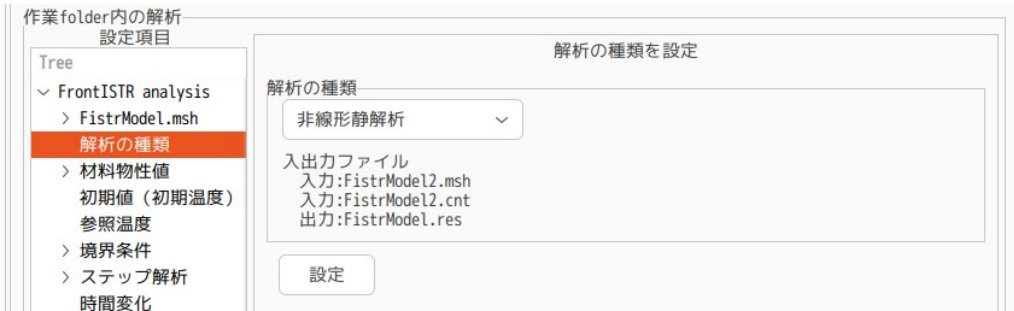 作業folder内の解析
設定項目
Tree
FrontISTR analysis
FistrModel.msh
解析の種類
材料物性値
初期値（初期温度）
参照温度
境界条件
ステップ解析
時間変化
解析の種類を設定
解析の種類
非線形静解析
入出力ファイル
入力:FistrModel2.msh
入力:FistrModel2.cnt
出力:FistrModel.res
設定